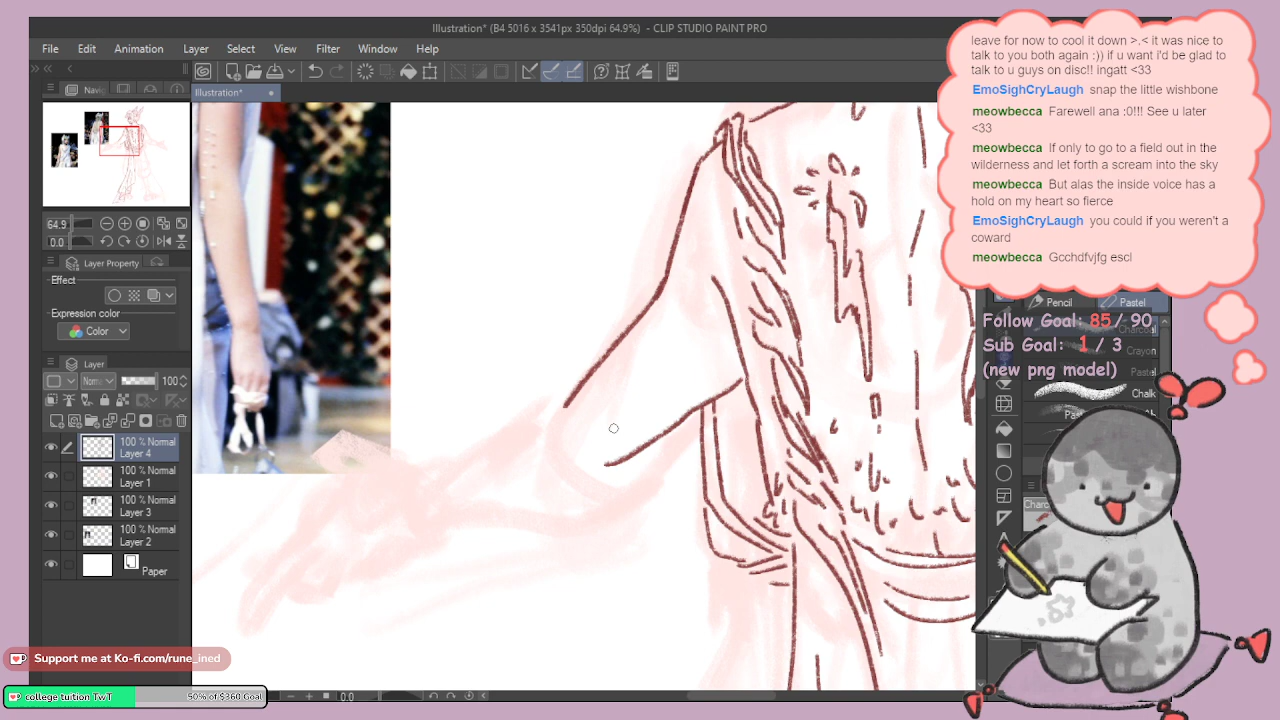 Illustration* (B4 5016 x 3541px 350dpi 64.9%) - CLIP STUDIO PAINT PRO
File Edit Animation Layer Select View Filter Window Help
Illustration*
64.9
0.0
Layer Property
Effect
Expression color
Color
Layer
100
100 % Normal
Layer 4
100 % Normal
Layer 1
100 % Normal
Layer 3
100 % Normal
Layer 2
Paper
0.0
leave for now to cool it down >.< it was nice to
talk to you both again :)) if u want i'd be glad to
talk to u guys on disc!! ingatt <33
EmoSighCryLaugh snap the little wishbone
meowbecca Farewell ana :0!!! See u later
<33
meowbecca If only to go to a field out in the
wilderness and let forth a scream into the sky
meowbecca But alas the inside voice has a
hold on my heart so fierce
EmoSighCryLaugh you could if you weren't a
coward
meowbecca Gcchdfvjfg escl
Pencil Pastel
Follow Goal: 85/ 90
Sub Goal: 1 / 3
(new png model)
Charcoal
Crayon
Chalk
Support me at Ko-fi.com/rune_ined
college tuition TwT 50% of $360 Goal